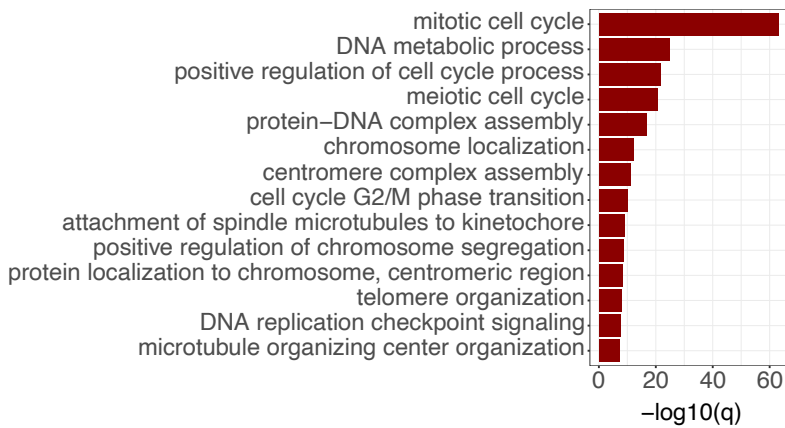 mitotic cell cycle
DNA metabolic process
positive regulation of cell cycle process
meiotic cell cycle
protein−DNA complex assembly
chromosome localization
centromere complex assembly
cell cycle G2/M phase transition
attachment of spindle microtubules to kinetochore
positive regulation of chromosome segregation
protein localization to chromosome, centromeric region
telomere organization
DNA replication checkpoint signaling
microtubule organizing center organization
0 20 40 60
−log10(q)